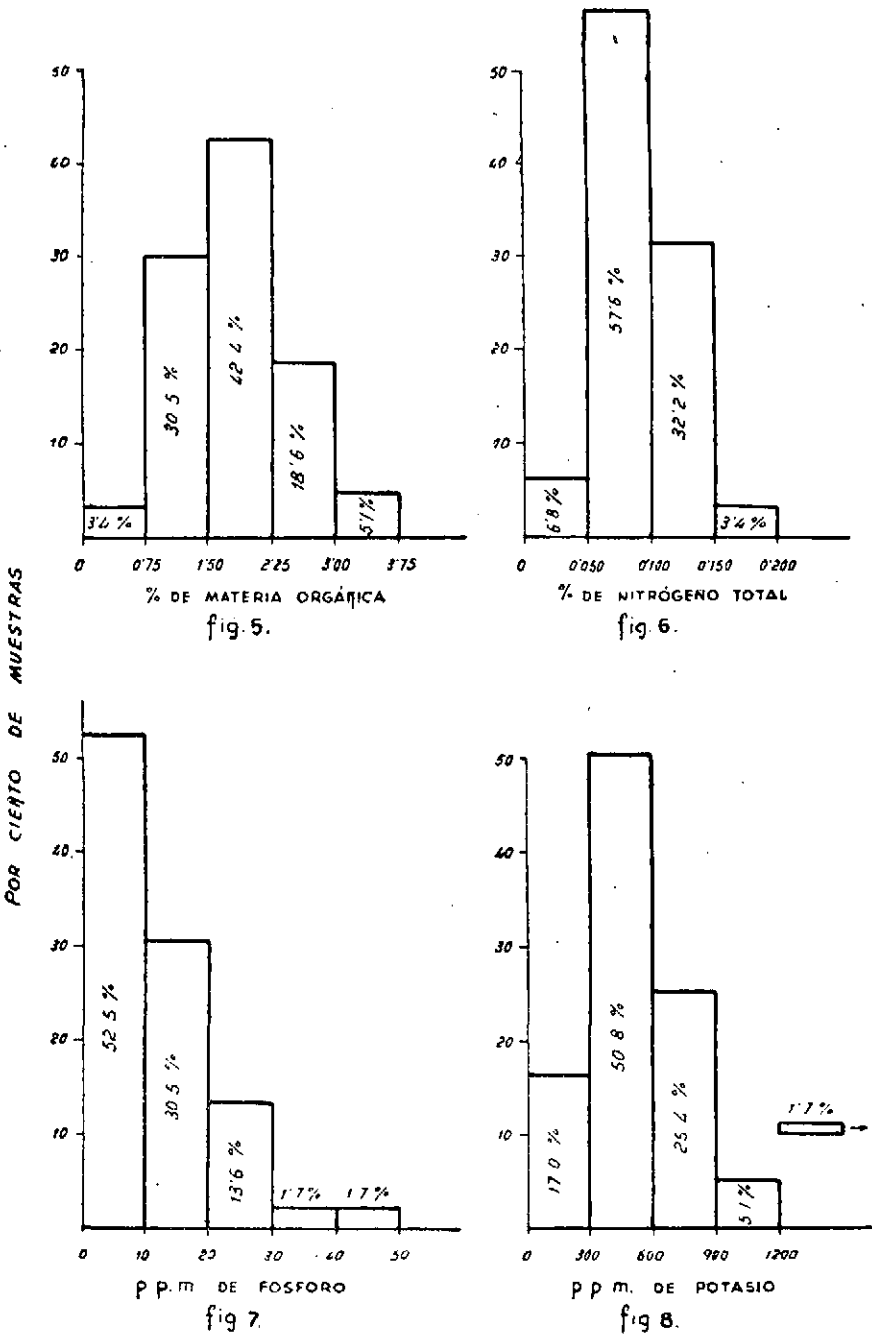 50
40
30
20
10
3'4 %
30 5 %
42 4 %
18'6 %
5'1 %
0 0'75 1'50 2'25 3'00 3'75
% DE MATERIA ORGÁNICA
fig. 5.
50
40
30
20
10
6'8 %
57'6 %
32'2 %
3'4 %
0 0'050 0'100 0'150 0'200
% DE NITRÓGENO TOTAL
fig. 6.
POR CIENTO DE MUESTRAS
50
40
30
20
10
52 5 %
30 5 %
13'6 %
1'7 %
1 7 %
0 10 20 30 40 50
p p.m DE FOSFORO
fig 7.
50
40
30
20
10
17 0 %
50 8 %
25 4 %
5 1 %
1'7 %
0 300 600 900 1200
p p m. DE POTASIO
fig 8.